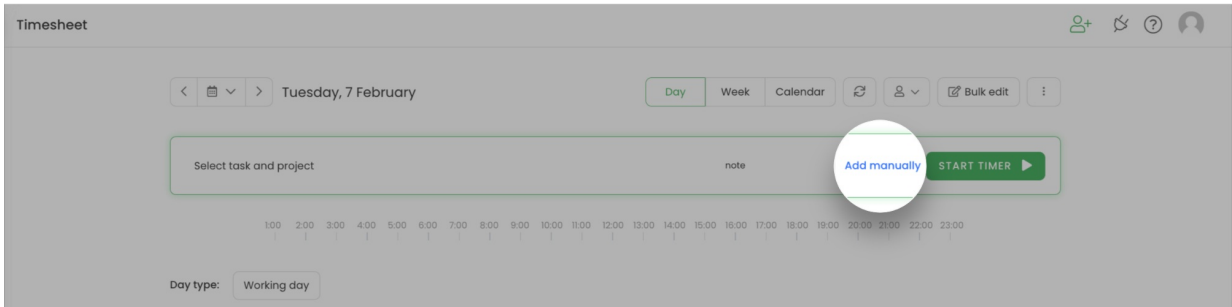 Timesheet
Tuesday, 7 February
Day Week Calendar Bulk edit
Select task and project note Add manually START TIMER
1:00 2:00 3:00 4:00 5:00 6:00 7:00 8:00 9:00 10:00 11:00 12:00 13:00 14:00 15:00 16:00 17:00 18:00 19:00 20:00 21:00 22:00 23:00
Day type: Working day